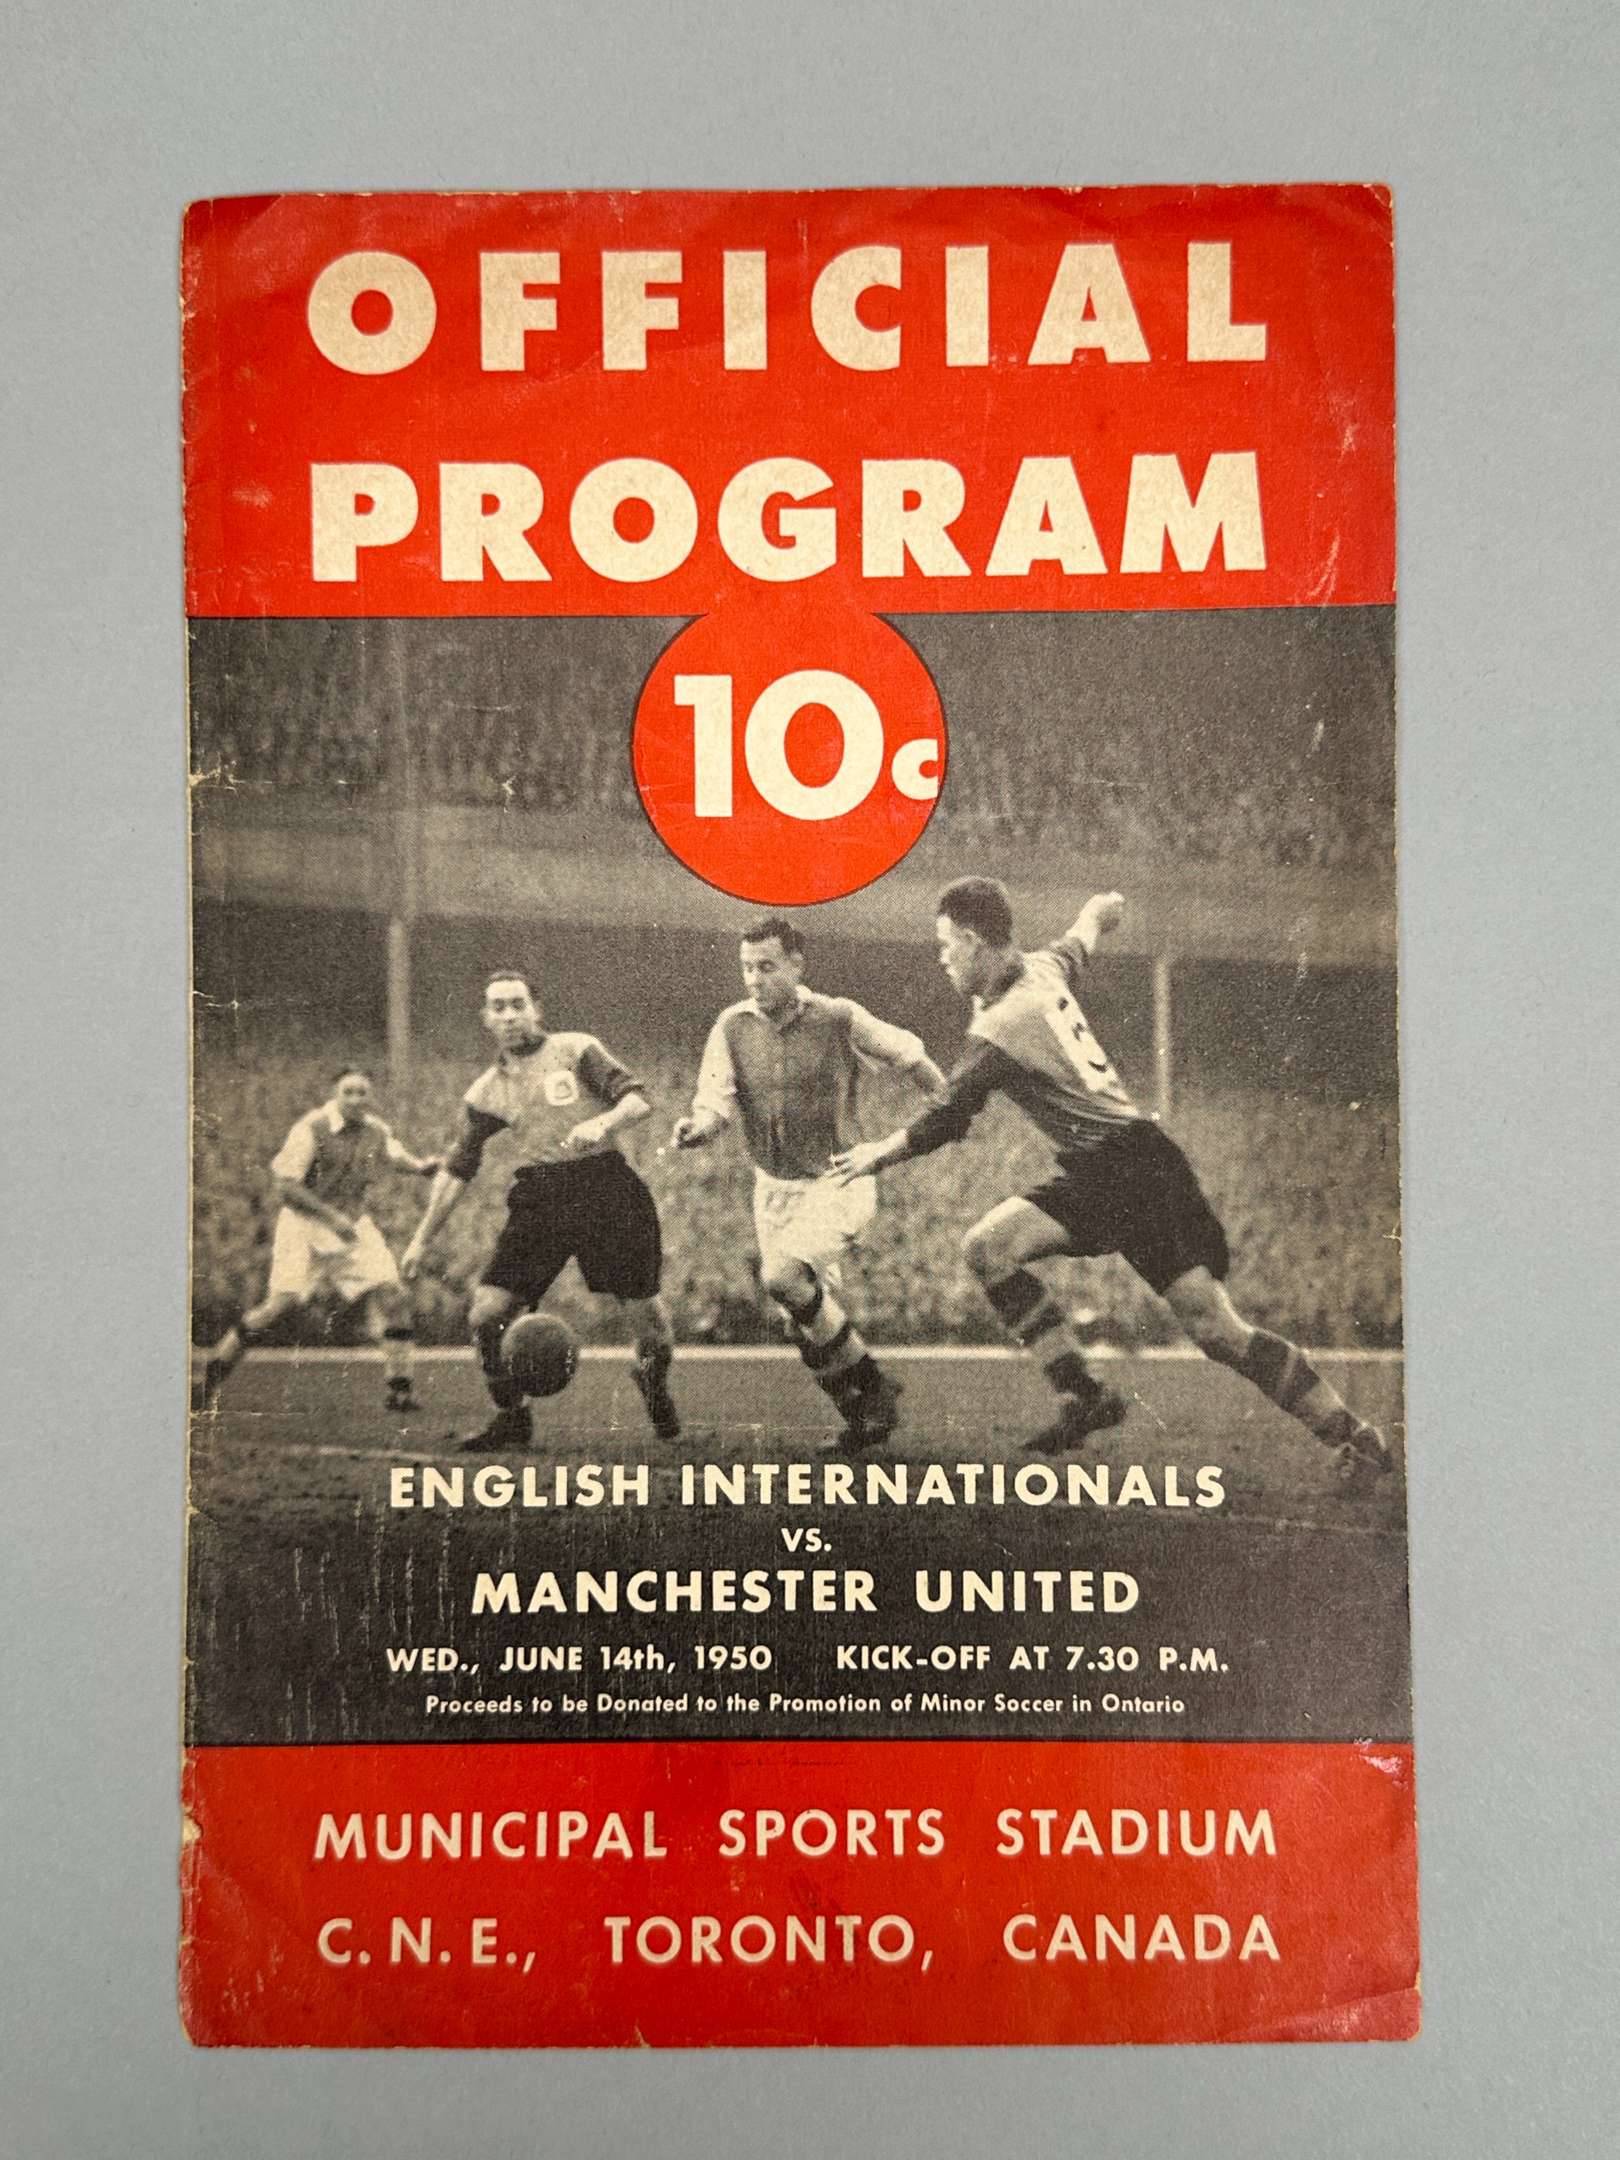 OFFICIAL
PROGRAM
10c
ENGLISH INTERNATIONALS
VS.
MANCHESTER UNITED
WED., JUNE 14th, 1950 KICK-OFF AT 7.30 P.M.
Proceeds to be Donated to the Promotion of Minor Soccer in Ontario
MUNICIPAL SPORTS STADIUM
C. N. E., TORONTO, CANADA